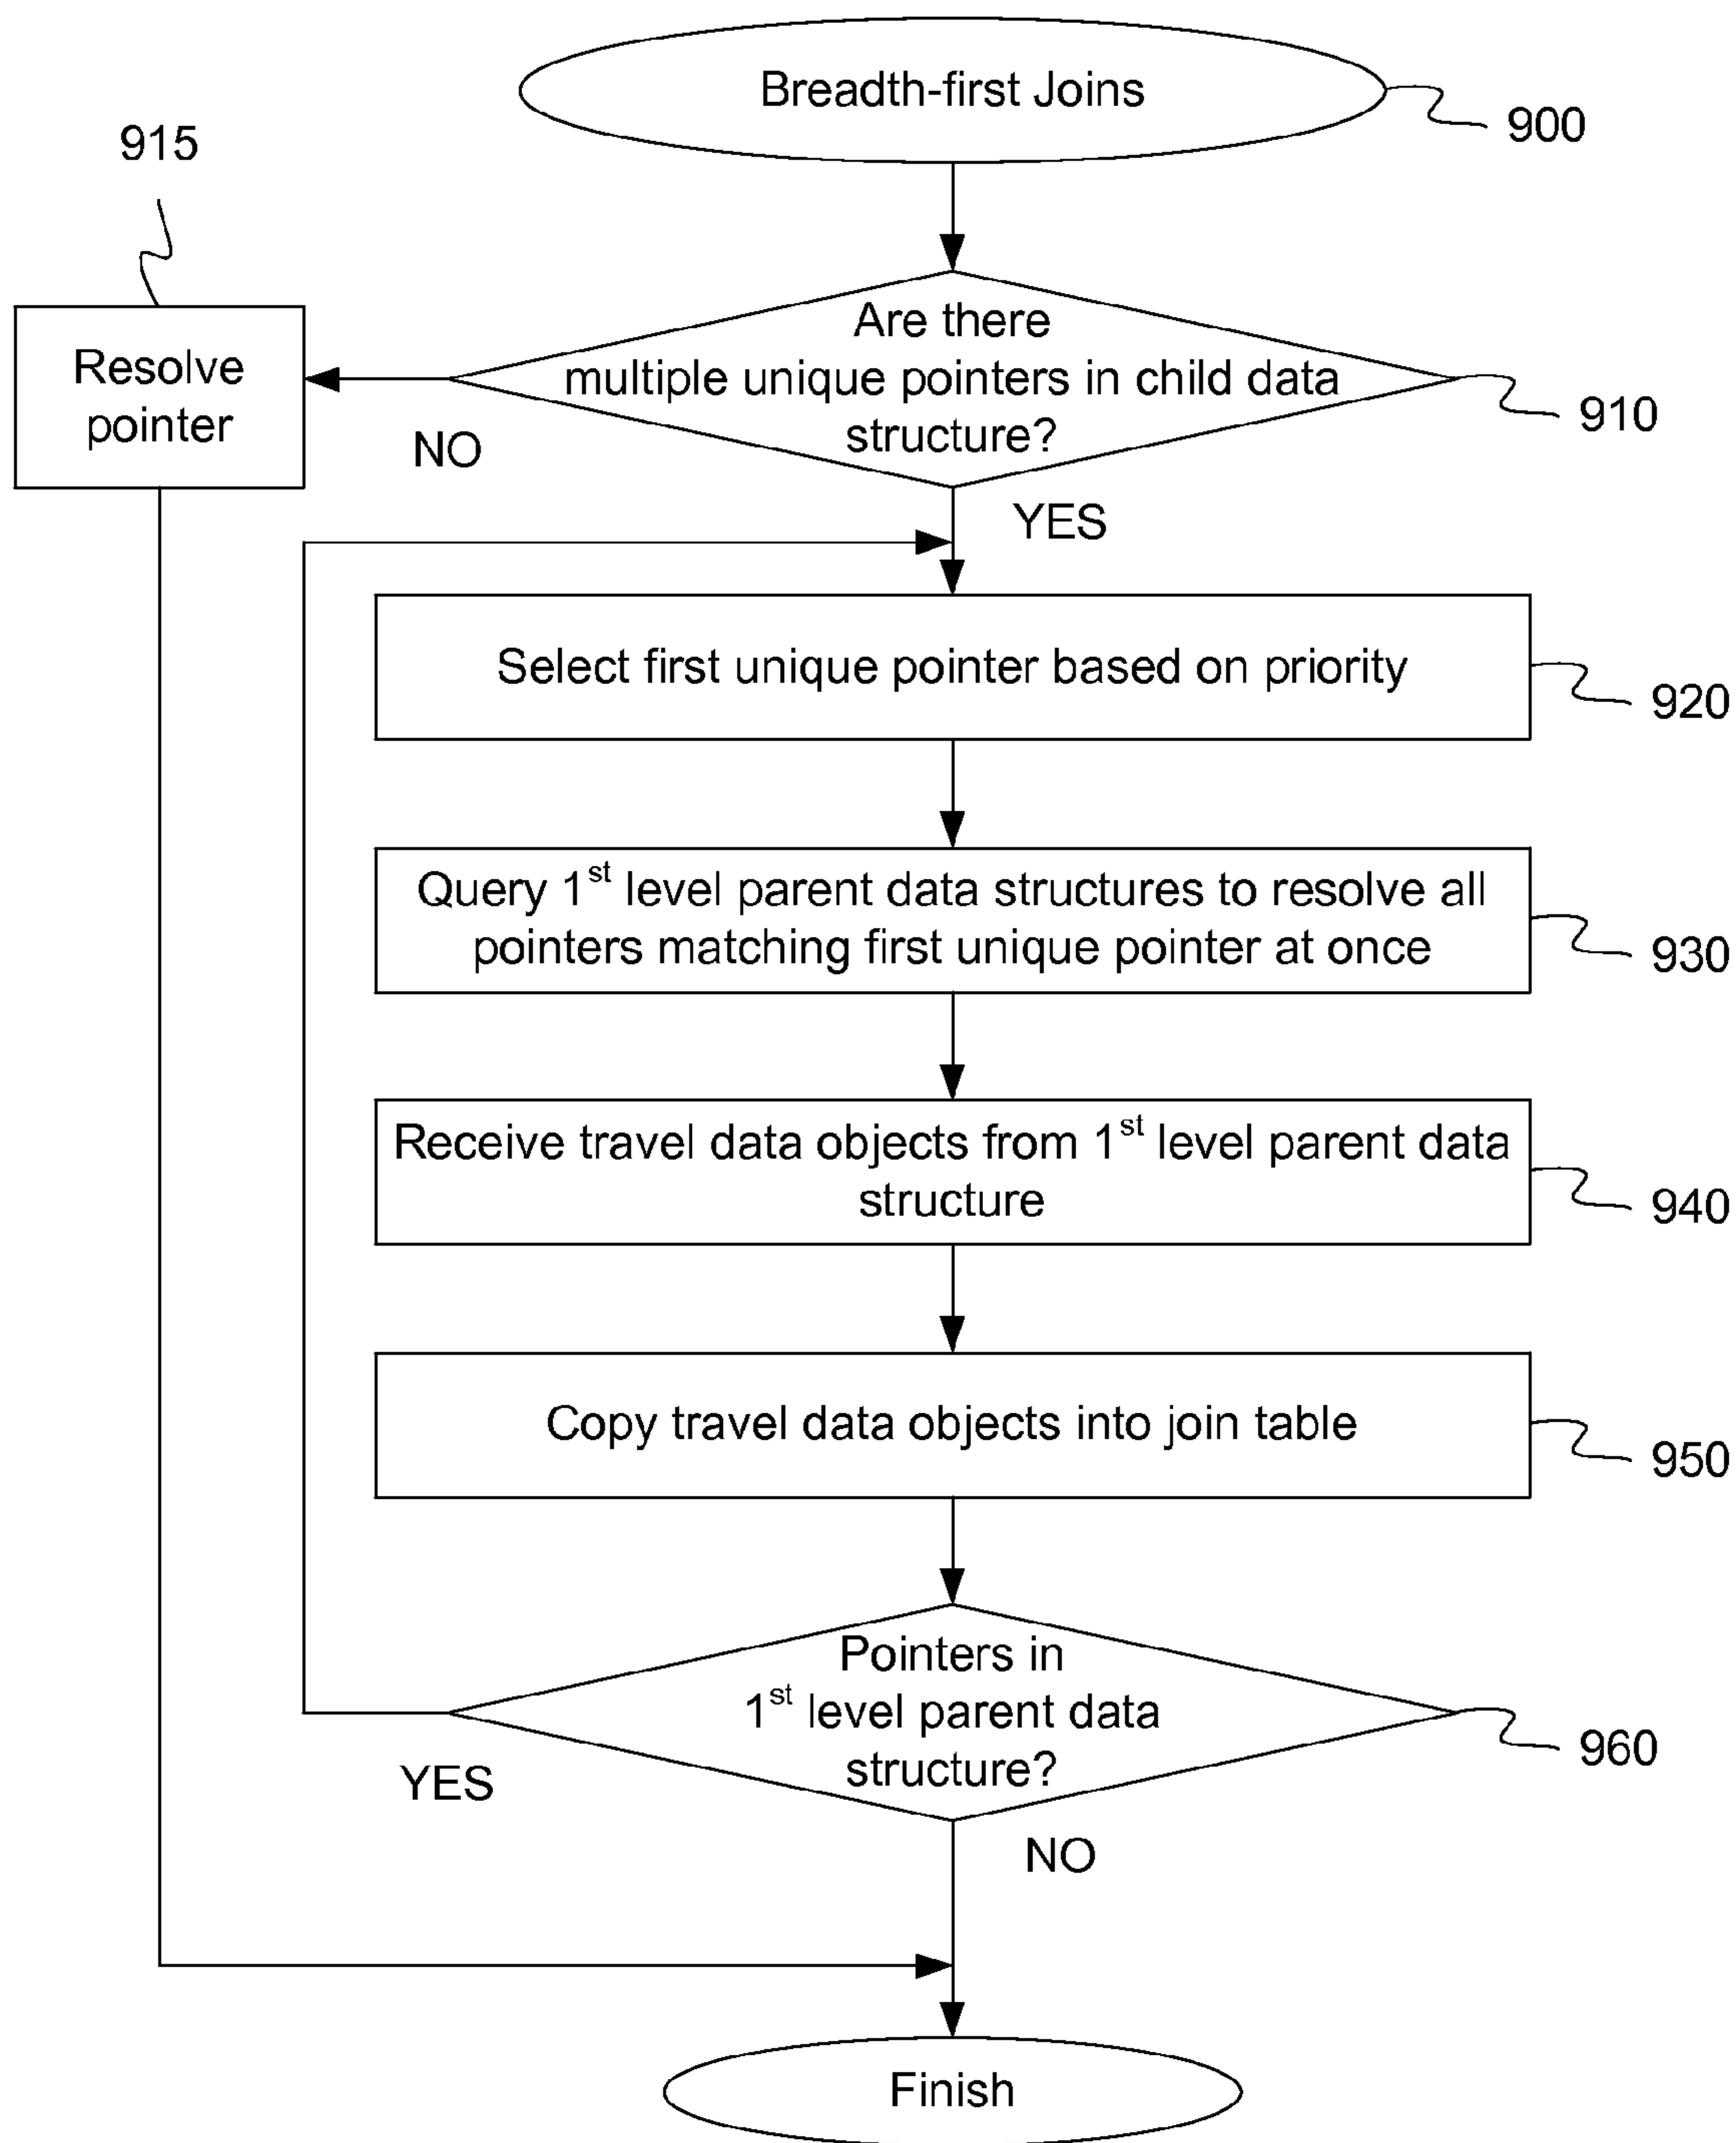 Breadth-first Joins
900
915
Are there
multiple unique pointers in child data
structure?
910
Resolve
pointer
NO
YES
Select first unique pointer based on priority
920
Query 1st level parent data structures to resolve all
pointers matching first unique pointer at once
930
Receive travel data objects from 1st level parent data
structure
940
Copy travel data objects into join table
950
Pointers in
1st level parent data
structure?
960
YES
NO
Finish